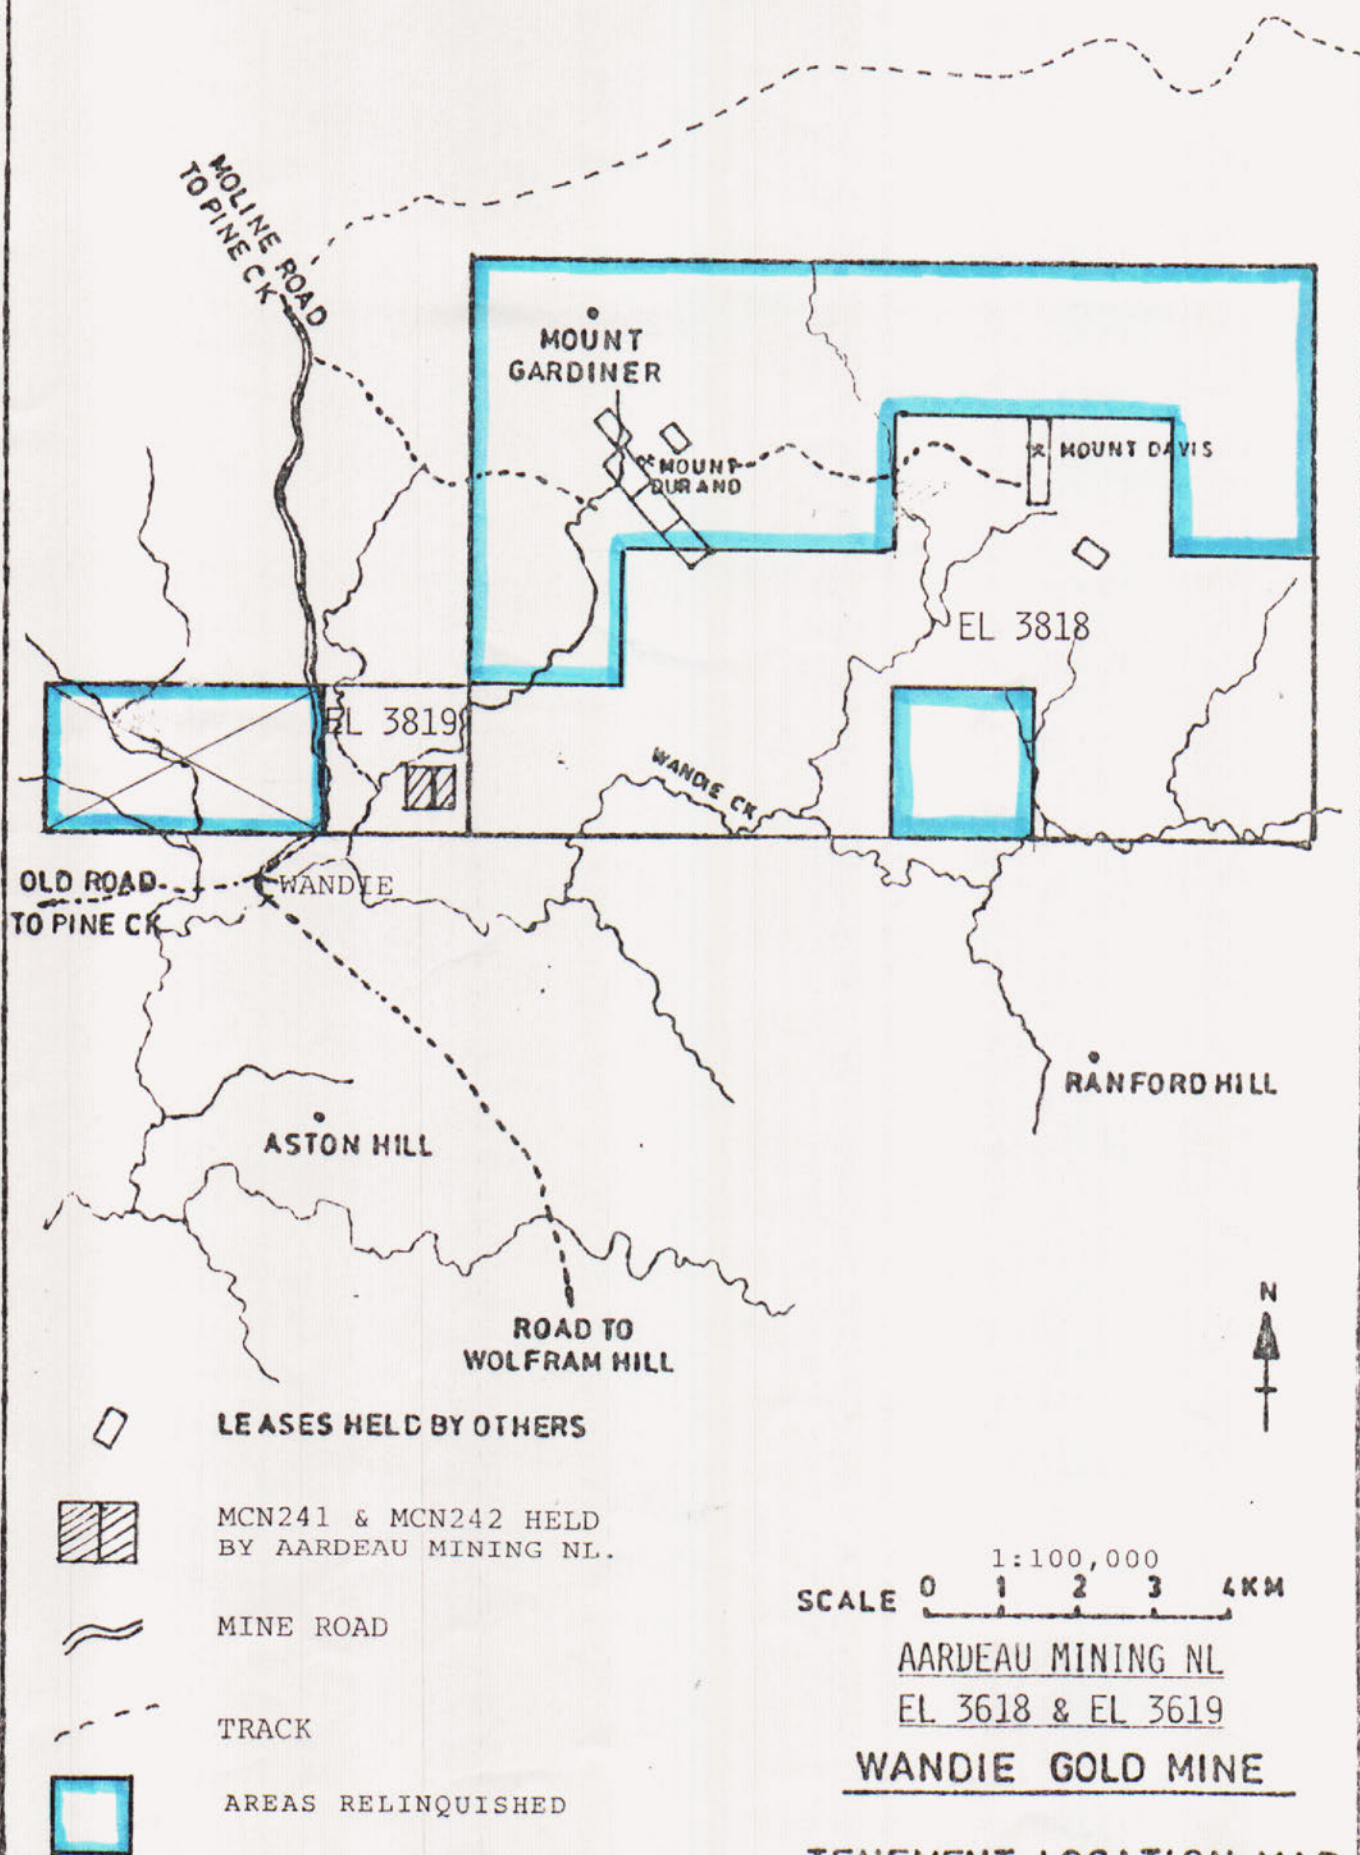 MOLINE ROAD
TO PINE CK
MOUNT
GARDINER
MOUNT
DURAND
MOUNT DAVIS
EL 3818
EL 3819
WANDIE CK
OLD ROAD
TO PINE CK
WANDIE
RANFORD HILL
ASTON HILL
ROAD TO
WOLFRAM HILL
N
LEASES HELD BY OTHERS
MCN241 & MCN242 HELD
BY AARDEAU MINING NL.
MINE ROAD
TRACK
AREAS RELINQUISHED
1:100,000
SCALE 0 1 2 3 4KM
AARDEAU MINING NL
EL 3618 & EL 3619
WANDIE GOLD MINE
TENEMENT LOCATION MAP